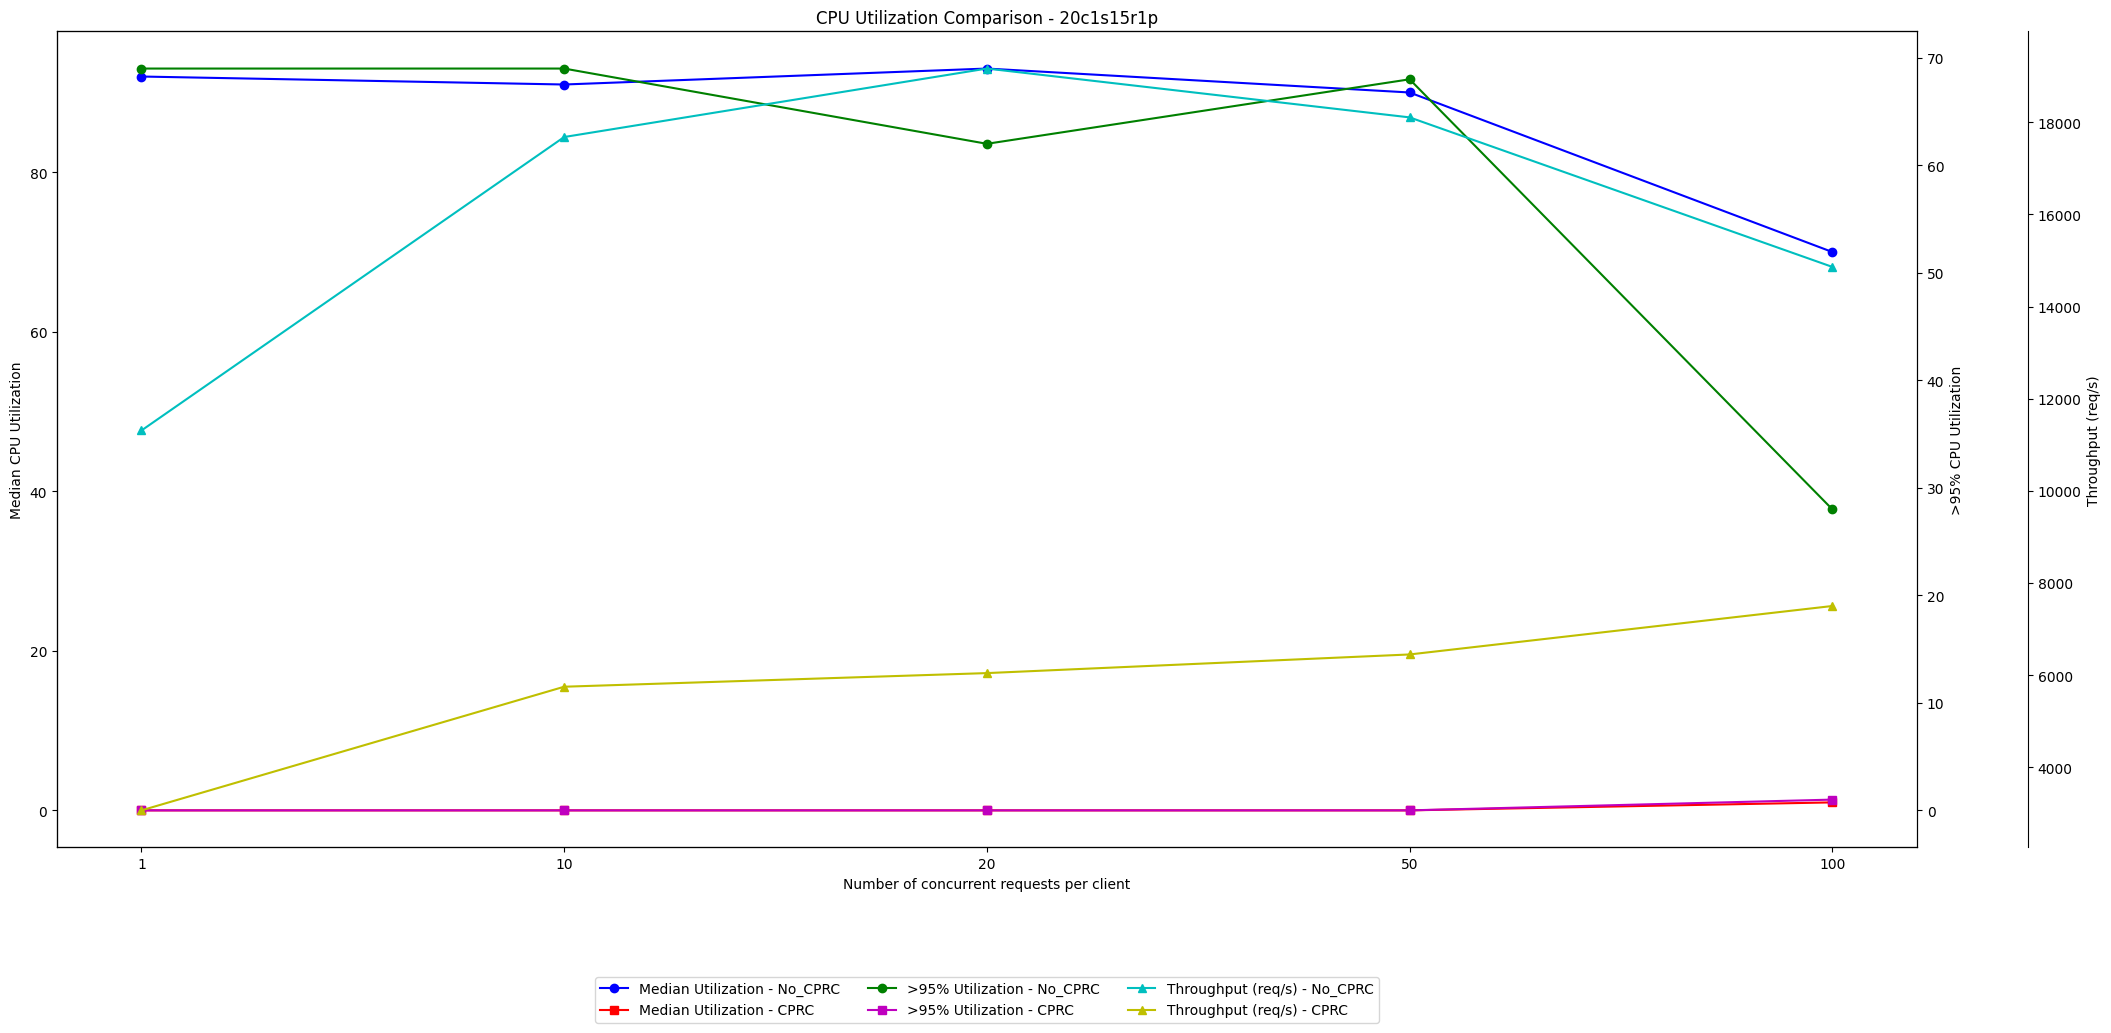 CPU Utilization Comparison - 20c1s15r1p
Median CPU Utilization
80
60
40
20
0
70
60
50
40
30
20
10
0
>95% CPU Utilization
18000
16000
14000
12000
10000
8000
6000
4000
Throughput (req/s)
1 10 20 50 100
Number of concurrent requests per client
Median Utilization - No_CPRC >95% Utilization - No_CPRC Throughput (req/s) - No_CPRC
Median Utilization - CPRC >95% Utilization - CPRC Throughput (req/s) - CPRC